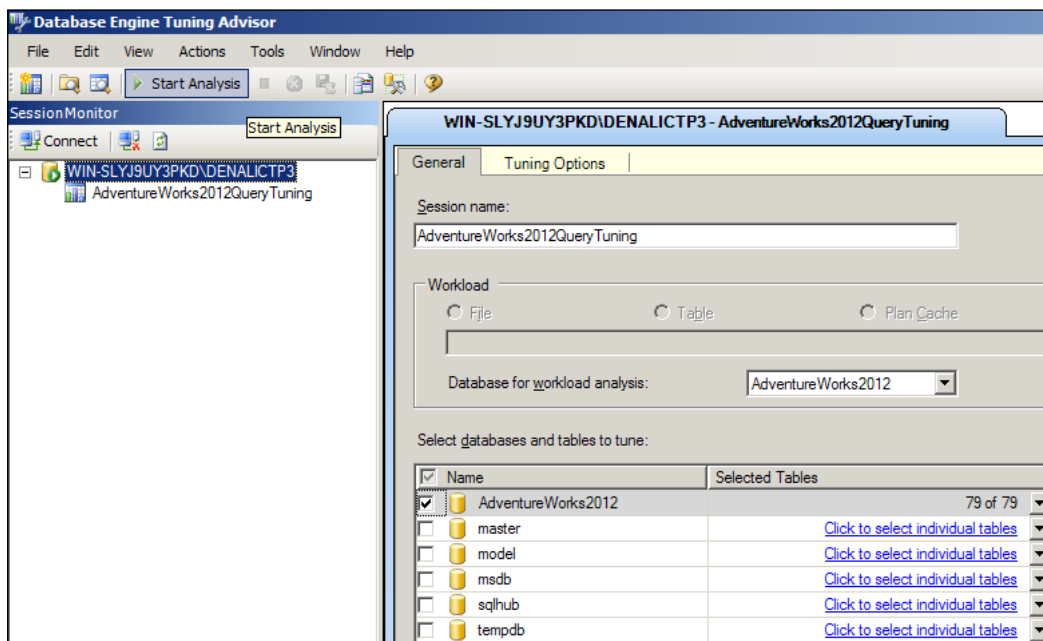 Database Engine Tuning Advisor
File Edit View Actions Tools Window Help
Start Analysis
Session Monitor
Start Analysis
Connect
WIN-SLYJ9UY3PKD\DENALICTP3
AdventureWorks2012QueryTuning
WIN-SLYJ9UY3PKD\DENALICTP3 - AdventureWorks2012QueryTuning
General Tuning Options
Session name:
AdventureWorks2012QueryTuning
Workload
File Table Plan Cache
Database for workload analysis: AdventureWorks2012
Select databases and tables to tune:
Name Selected Tables
AdventureWorks2012 79 of 79
master Click to select individual tables
model Click to select individual tables
msdb Click to select individual tables
sqlhub Click to select individual tables
tempdb Click to select individual tables